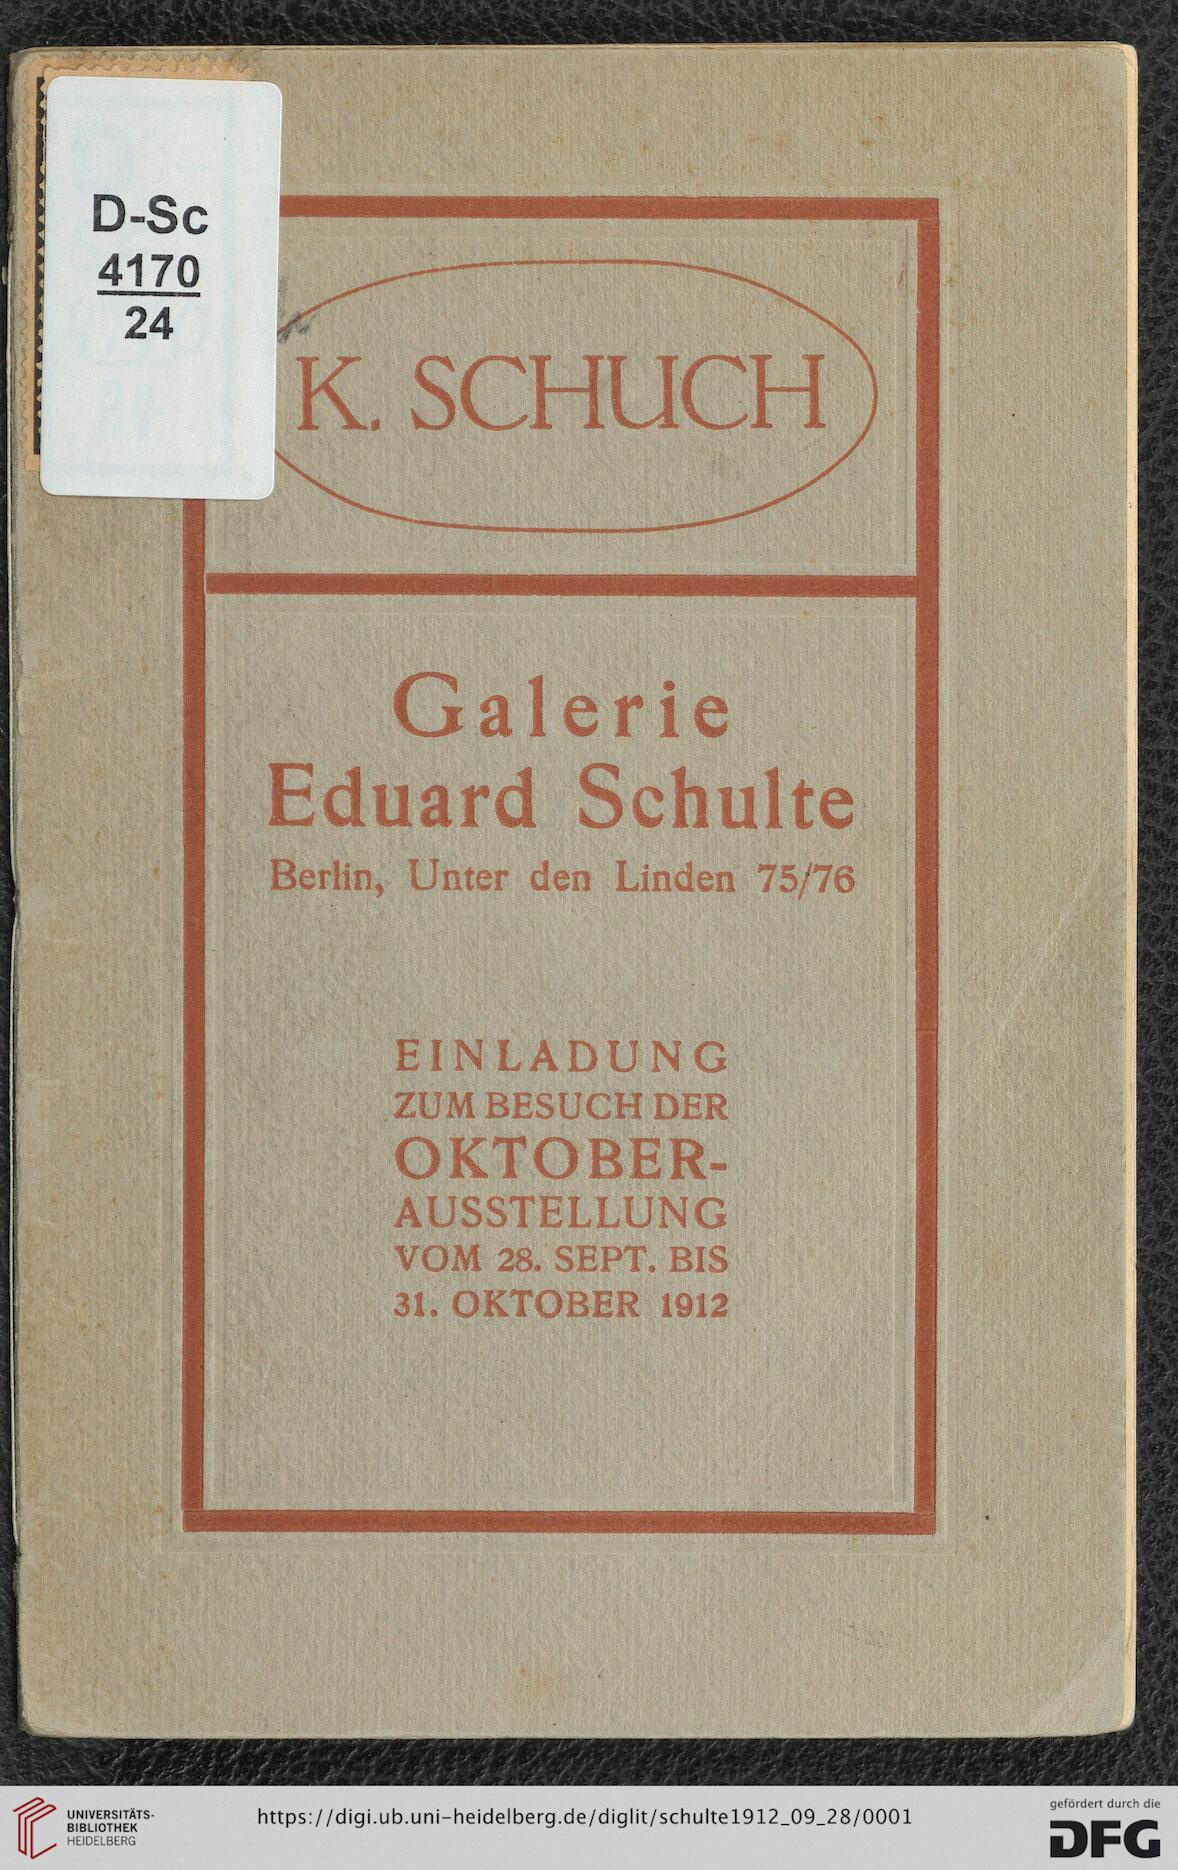 D-Sc
4170
24
K. SCHUCH
Galerie
Eduard Schulte
Berlin, Unter den Linden 75/76
EINLADUNG
ZUM BESUCH DER
OKTOBER-
AUSSTELLUNG
VOM 28. SEPT. BIS
31. OKTOBER 1912
UNIVERSITÄTS-
BIBLIOTHEK
HEIDELBERG
https://digi.ub.uni-heidelberg.de/diglit/schulte1912_09_28/0001
gefördert durch die
DFG